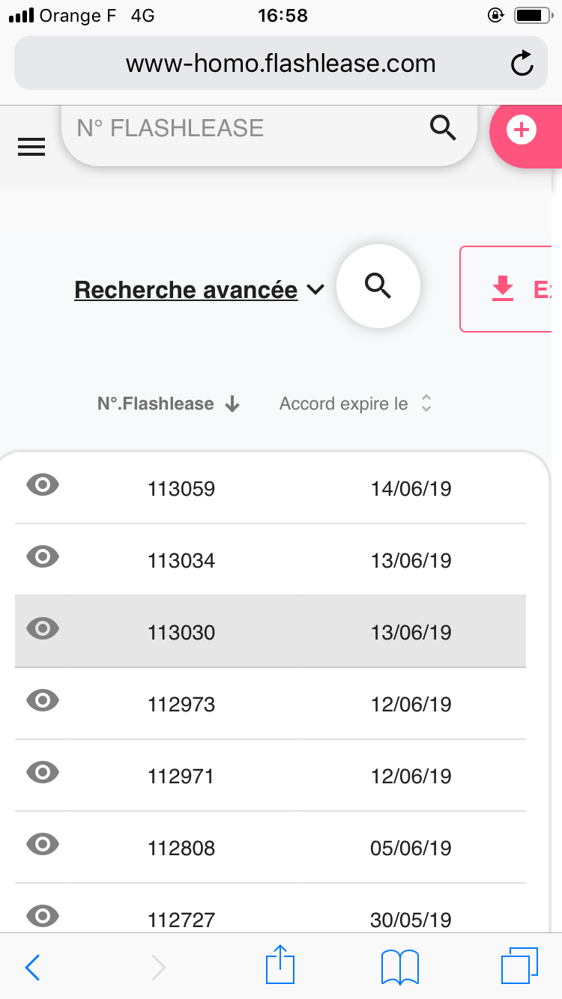 Orange F 4G 16:58
www-homo.flashlease.com
N° FLASHLEASE
Recherche avancée
N°.Flashlease Accord expire le
113059 14/06/19
113034 13/06/19
113030 13/06/19
112973 12/06/19
112971 12/06/19
112808 05/06/19
112727 30/05/19